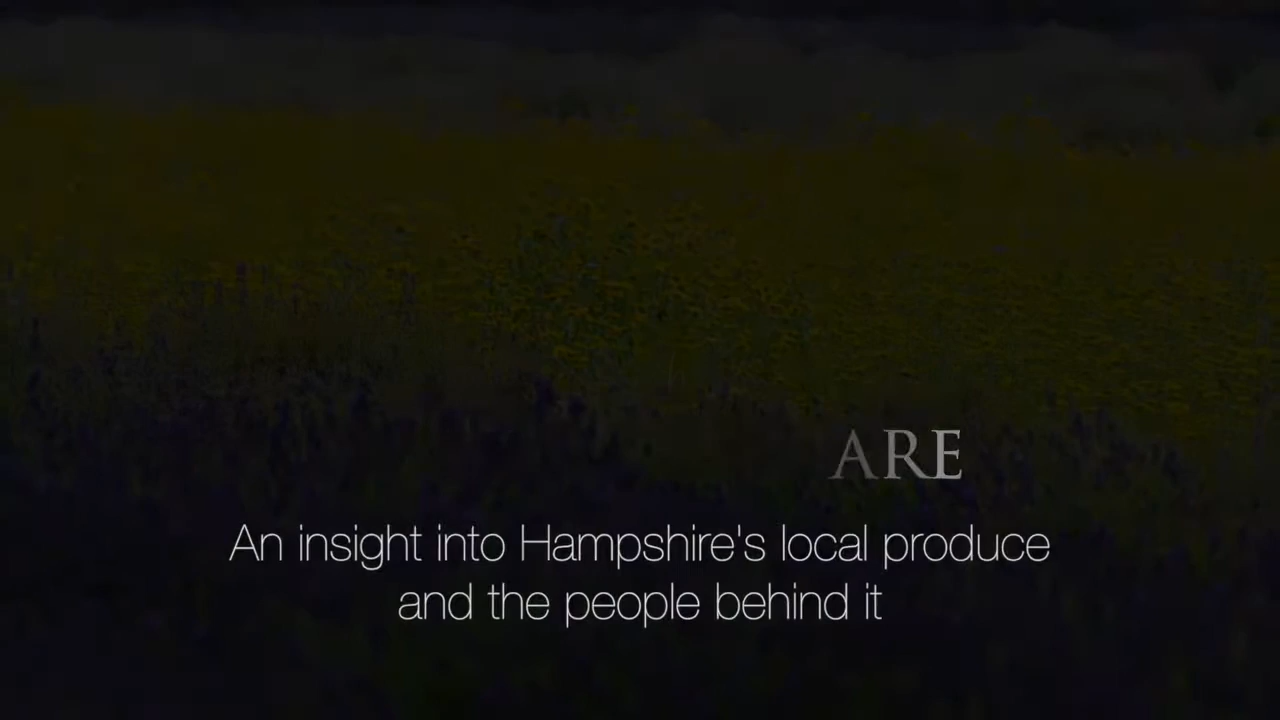 ARE
An insight into Hampshire's local produce
and the people behind it